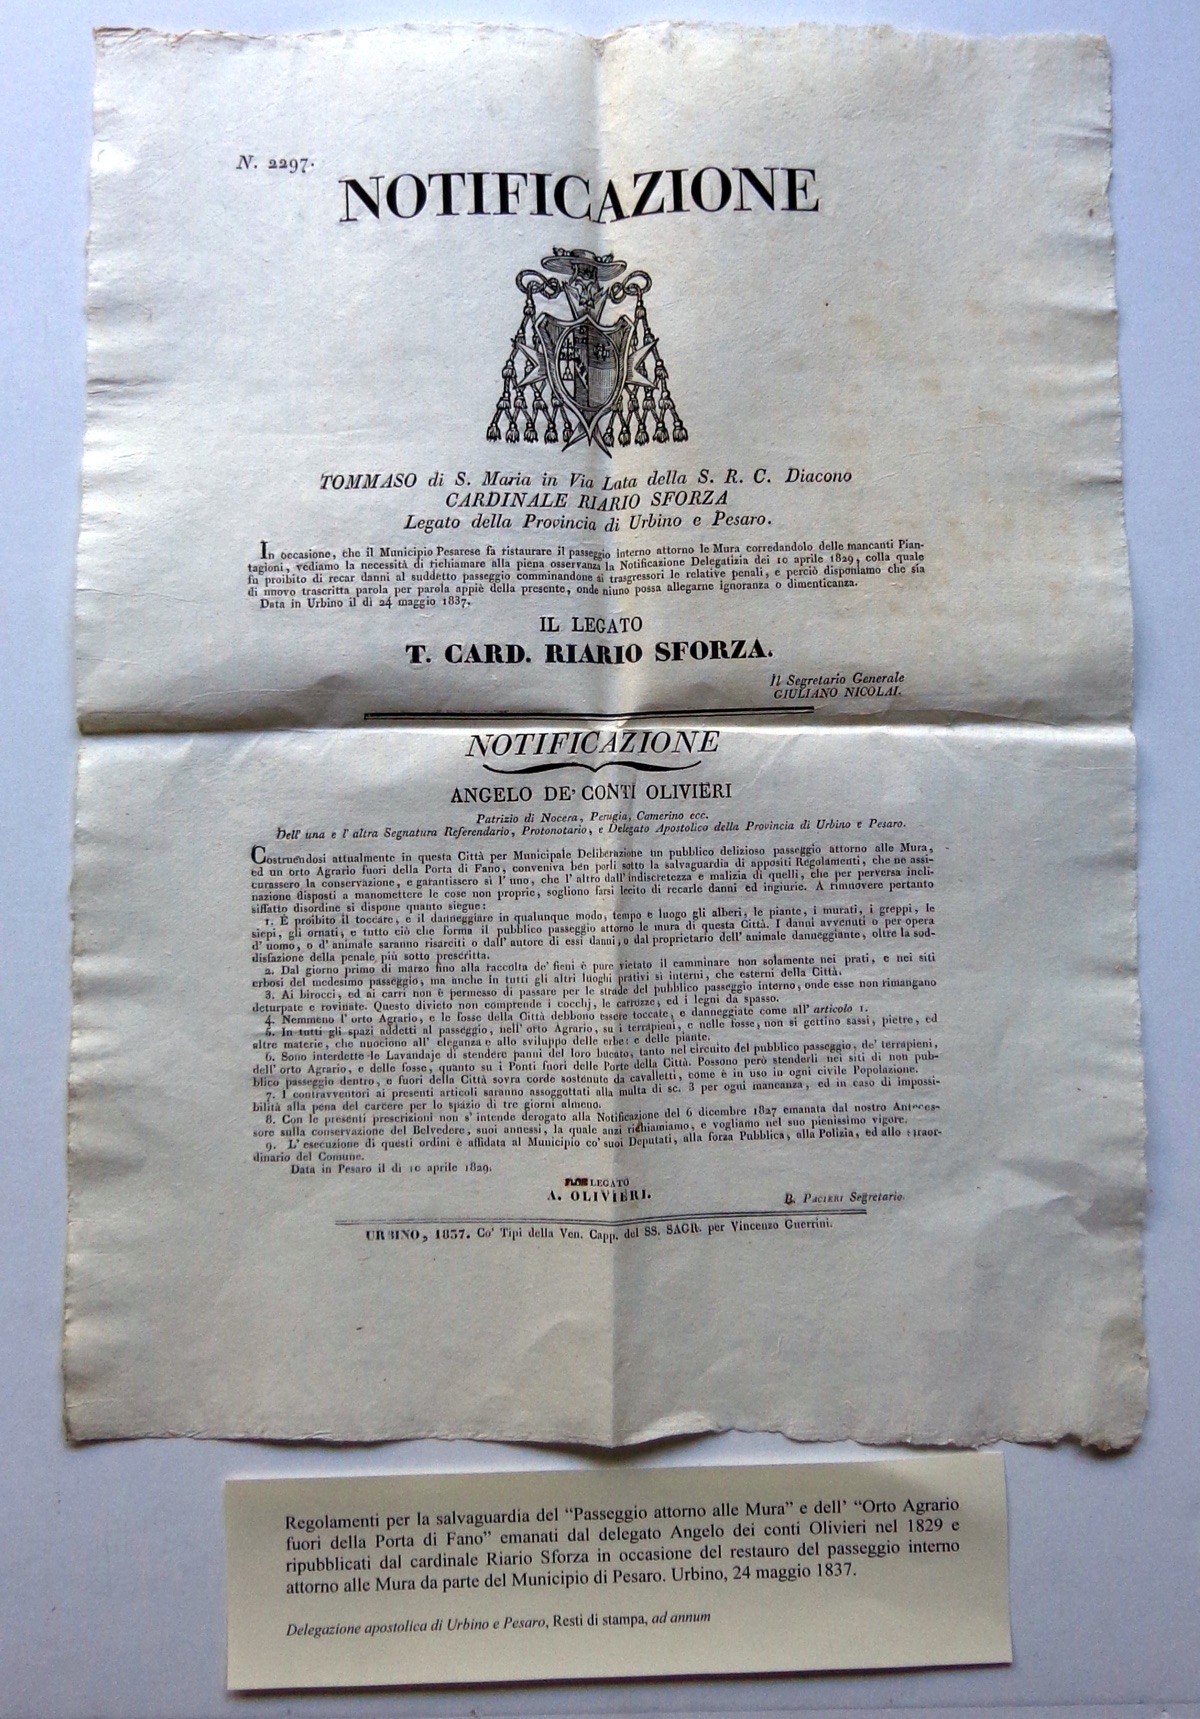 N. 2297.
NOTIFICAZIONE
TOMMASO di S. Maria in Via Lata della S. R. C. Diacono
CARDINALE RIARIO SFORZA
Legato della Provincia di Urbino e Pesaro.
In occasione, che il Municipio Pesarese fa ristaurare il passeggio interno attorno le Mura corredandolo delle mancanti Pian-
tagioni, vediamo la necessità di richiamare alla piena osservanza la Notificazione Delegatizia dei 10 aprile 1829, colla quale
fu proibito di recar danni al suddetto passeggio comminandone ai trasgressori le relative penali, e perciò disponiamo che sia
di nuovo trascritta parola per parola appiè della presente, onde niuno possa allegarne ignoranza o dimenticanza.
Data in Urbino il dì 24 maggio 1837.
IL LEGATO
T. CARD. RIARIO SFORZA.
Il Segretario Generale
GIULIANO NICOLAI.
NOTIFICAZIONE
ANGELO DE' CONTI OLIVIERI
Patrizio di Nocera, Perugia, Camerino ecc.
Dell' una e l' altra Segnatura Referendario, Protonotario, e Delegato Apostolico della Provincia di Urbino e Pesaro.
Costruendosi attualmente in questa Città per Municipale Deliberazione un pubblico delizioso passeggio attorno alle Mura,
ed un orto Agrario fuori della Porta di Fano, conveniva ben porli sotto la salvaguardia di appositi Regolamenti, che ne assi-
curassero la conservazione, e garantissero sì l' uno, che l' altro dall' indiscretezza e malizia di quelli, che per perversa incli-
nazione disposti a manomettere le cose non proprie, sogliono farsi lecito di recarle danni ed ingiurie. A rimuovere pertanto
siffatto disordine si dispone quanto siegue:
1. È proibito il toccare, e il danneggiare in qualunque modo, tempo e luogo gli alberi, le piante, i murati, i greppi, le
siepi, gli ornati, e tutto ciò che forma il pubblico passeggio attorno le mura di questa Città. I danni avvenuti o per opera
d' uomo, o d' animale saranno risarciti o dall' autore di essi danni, o dal proprietario dell' animale danneggiante, oltre la sod-
disfazione della penale più sotto prescritta.
2. Dal giorno primo di marzo fino alla raccolta de' fieni è pure vietato il camminare non solamente nei prati, e nei siti
erbosi del medesimo passeggio, ma anche in tutti gli altri luoghi prativi sì interni, che esterni della Città.
3. Ai birocci, ed ai carri non è permesso di passare per le strade del pubblico passeggio interno, onde esse non rimangano
deturpate e rovinate. Questo divieto non comprende i cocchj, le carrozze, ed i legni da spasso.
4. Nemmeno l' orto Agrario, e le fosse della Città debbono essere toccate, e danneggiate come all' articolo 1.
5. In tutti gli spazi addetti al passeggio, nell' orto Agrario, su i terrapieni, e nelle fosse, non si gettino sassi, pietre, ed
altre materie, che nuociono all' eleganza e allo sviluppo delle erbe: e delle piante.
6. Sono interdette le Lavandaje di stendere panni del loro bucato, tanto nel circuito del pubblico passeggio, de' terrapieni,
dell' orto Agrario, e delle fosse, quanto su i Ponti fuori delle Porte della Città. Possono però stenderli nei siti di non pub-
blico passeggio dentro, e fuori della Città sovra corde sostenute da cavalletti, come è in uso in ogni civile Popolazione.
7. I contravventori ai presenti articoli saranno assoggettati alla multa di sc. 3 per ogni mancanza, ed in caso di impossi-
bilità alla pena del carcere per lo spazio di tre giorni almeno.
8. Con le presenti prescrizioni non s' intende derogato alla Notificazione del 6 dicembre 1827 emanata dal nostro Anteces-
sore sulla conservazione del Belvedere, suoi annessi, la quale anzi richiamiamo, e vogliamo nel suo pienissimo vigore.
9. L' esecuzione di questi ordini è affidata al Municipio co' suoi Deputati, alla forza Pubblica, alla Polizia, ed allo straor-
dinario del Comune.
Data in Pesaro il dì 10 aprile 1829.
LEGATO
A. OLIVIERI.
B. PACIERI Segretario.
URBINO, 1837. Co' Tipi della Ven. Capp. del SS. SAGR. per Vincenzo Guerrini.
Regolamenti per la salvaguardia del “Passeggio attorno alle Mura” e dell’ “Orto Agrario
fuori della Porta di Fano” emanati dal delegato Angelo dei conti Olivieri nel 1829 e
ripubblicati dal cardinale Riario Sforza in occasione del restauro del passeggio interno
attorno alle Mura da parte del Municipio di Pesaro. Urbino, 24 maggio 1837.
Delegazione apostolica di Urbino e Pesaro, Resti di stampa, ad annum